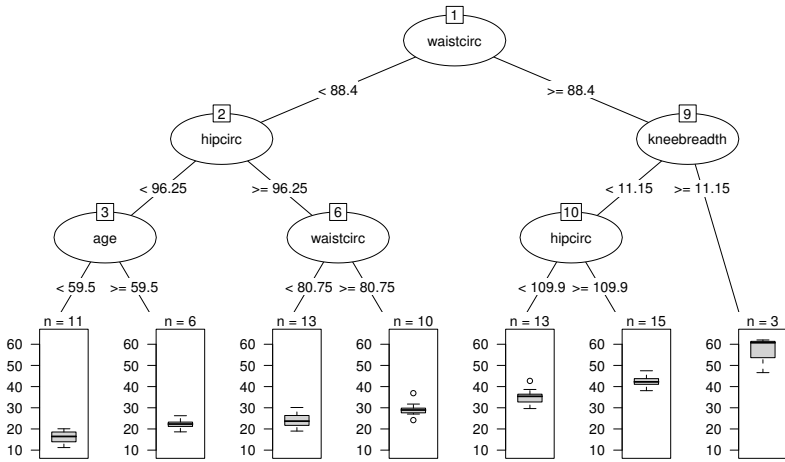 1
waistcirc
< 88.4 >= 88.4
2 9
hipcirc kneebreadth
< 96.25 >= 96.25 < 11.15 >= 11.15
3 6 10
age waistcirc hipcirc
< 59.5 >= 59.5 < 80.75 >= 80.75 < 109.9 >= 109.9
n = 11 n = 6 n = 13 n = 10 n = 13 n = 15 n = 3
60 60 60 60 60 60 60
50 50 50 50 50 50 50
40 40 40 40 40 40 40
30 30 30 30 30 30 30
20 20 20 20 20 20 20
10 10 10 10 10 10 10